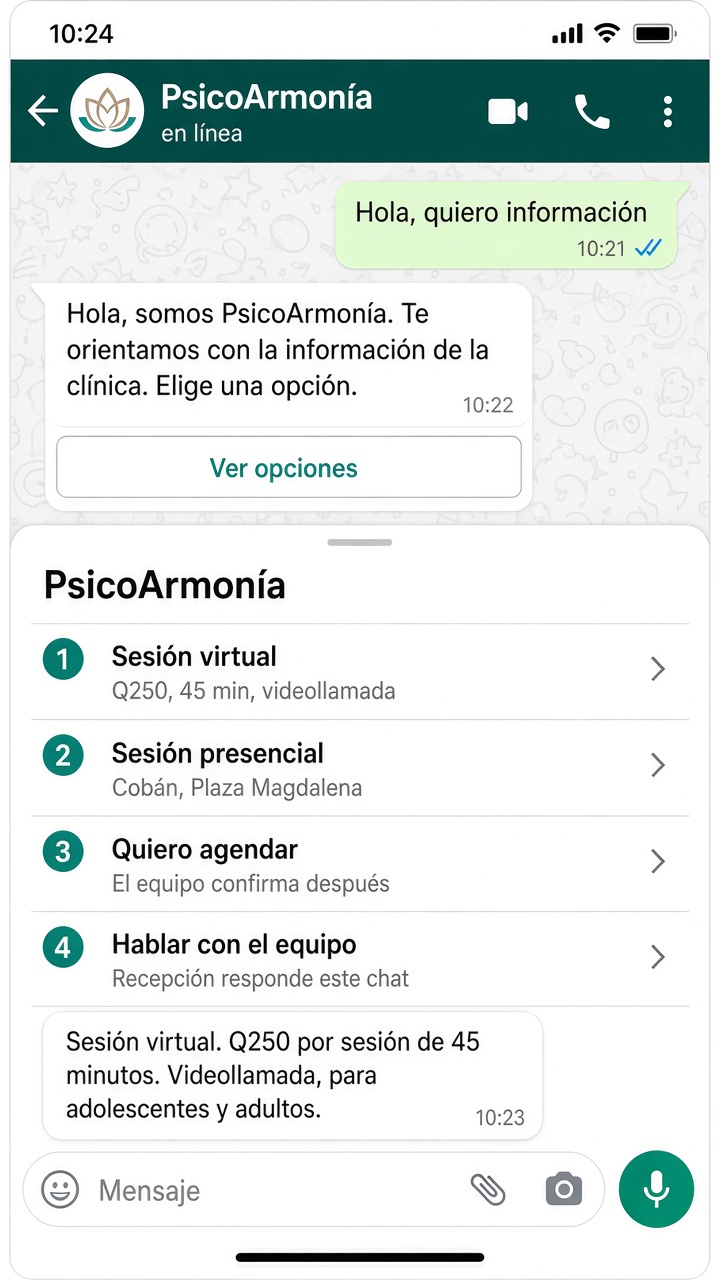 10:24
PsicoArmonía
en línea
Hola, quiero información
10:21
Hola, somos PsicoArmonía. Te
orientamos con la información de la
clínica. Elige una opción.
10:22
Ver opciones
PsicoArmonía
1 Sesión virtual
Q250, 45 min, videollamada
2 Sesión presencial
Cobán, Plaza Magdalena
3 Quiero agendar
El equipo confirma después
4 Hablar con el equipo
Recepción responde este chat
Sesión virtual. Q250 por sesión de 45
minutos. Videollamada, para
adolescentes y adultos.
10:23
Mensaje